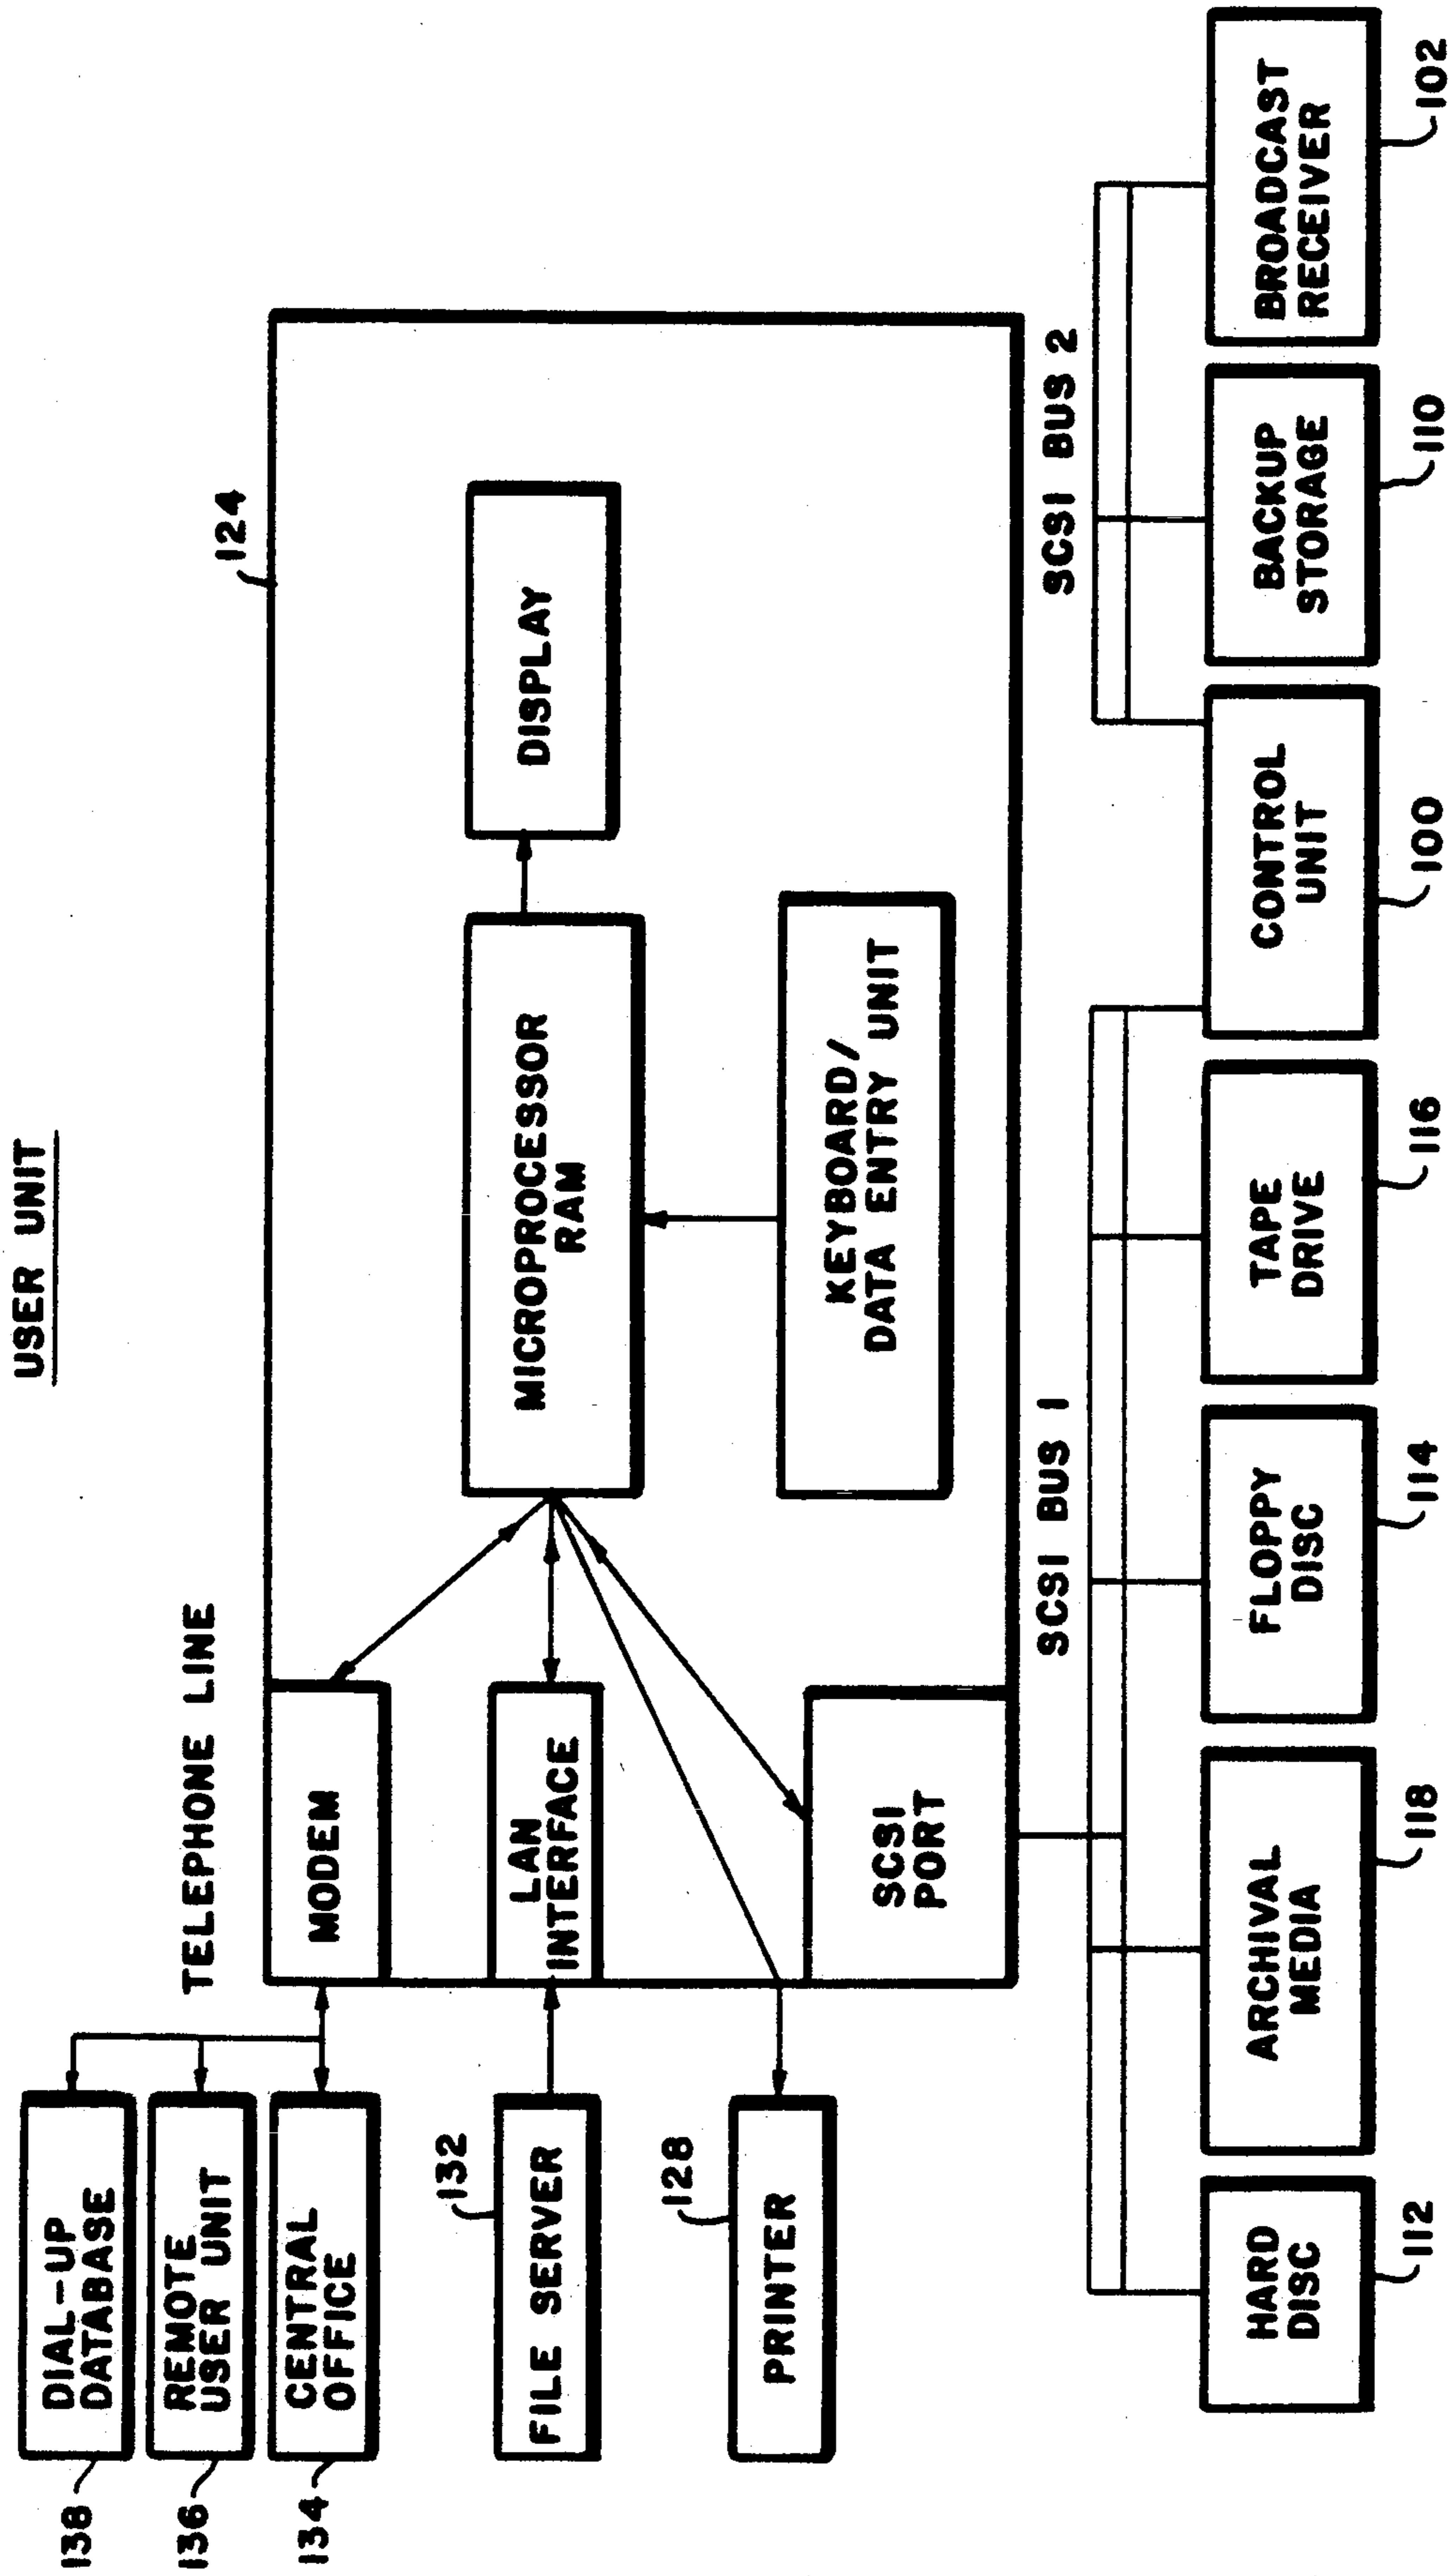 USER UNIT
138
DIAL-UP
DATABASE
136
REMOTE
USER UNIT
134
CENTRAL
OFFICE
TELEPHONE LINE
124
MODEM
132
FILE SERVER
LAN
INTERFACE
MICROPROCESSOR
RAM
DISPLAY
128
PRINTER
KEYBOARD/
DATA ENTRY UNIT
SCSI
PORT
SCSI BUS 1
SCSI BUS 2
HARD
DISC
ARCHIVAL
MEDIA
FLOPPY
DISC
TAPE
DRIVE
CONTROL
UNIT
BACKUP
STORAGE
BROADCAST
RECEIVER
112
118
114
116
100
110
102